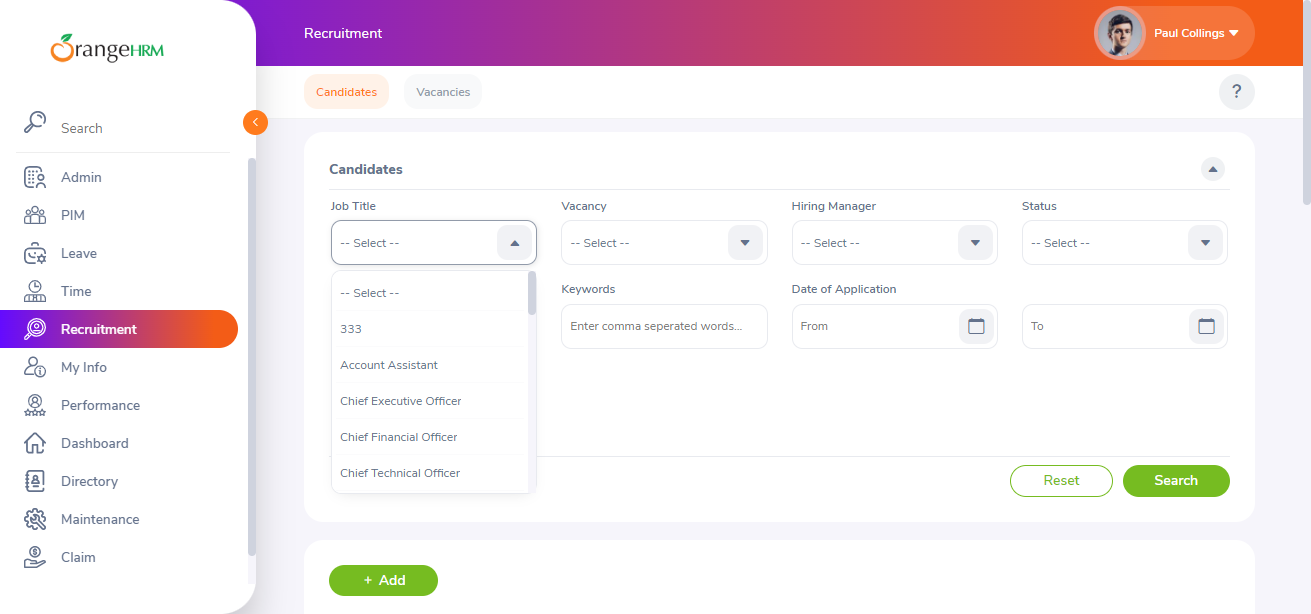 OrangeHRM
Search
Admin
PIM
Leave
Time
Recruitment
My Info
Performance
Dashboard
Directory
Maintenance
Claim
Recruitment
Paul Collings
Candidates
Vacancies
?
Candidates
Job Title
Vacancy
Hiring Manager
Status
-- Select --
-- Select --
-- Select --
-- Select --
-- Select --
333
Account Assistant
Chief Executive Officer
Chief Financial Officer
Chief Technical Officer
Keywords
Date of Application
Enter comma seperated words...
From
To
Reset
Search
+ Add